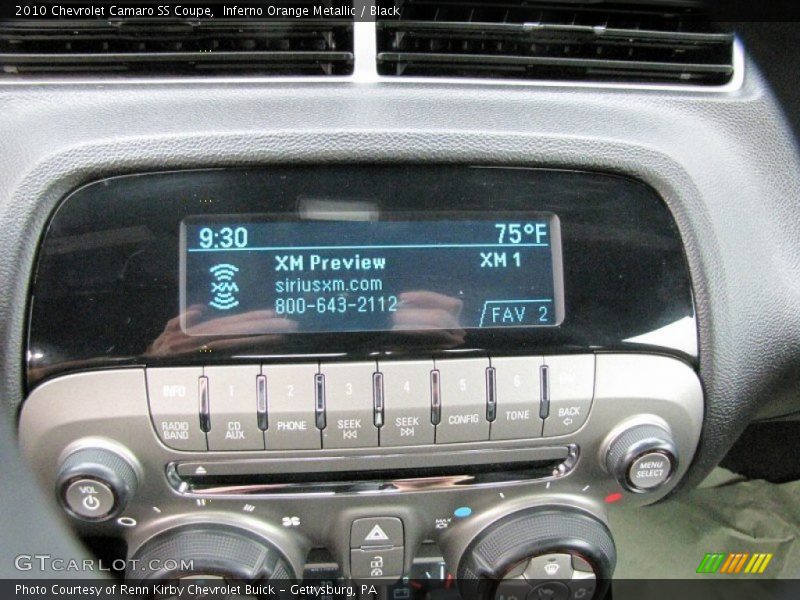 2010 Chevrolet Camaro SS Coupe, Inferno Orange Metallic / Black
9:30 75°F
XM Preview XM 1
XM siriusxm.com
800-643-2112
FAV 2
INFO 1 2 3 4 5 6
RADIO BAND CD AUX PHONE SEEK SEEK CONFIG TONE BACK
VOL
MENU SELECT
MAX
GTCARLOT.COM
Photo Courtesy of Renn Kirby Chevrolet Buick - Gettysburg, PA